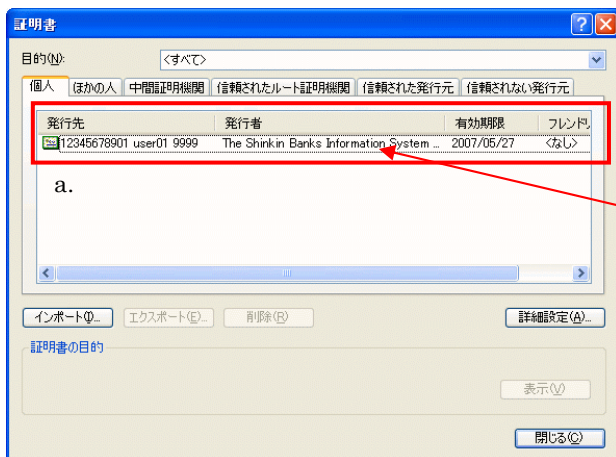 証明書
目的(N): <すべて>
個人 ほかの人 中間証明機関 信頼されたルート証明機関 信頼された発行元 信頼されない発行元
発行先 発行者 有効期限 フレンドリ
12345678901 user01 9999 The Shinkin Banks Information System ... 2007/05/27 <なし>
a.
インポート(I)... エクスポート(E)... 削除(R) 詳細設定(A)...
証明書の目的
表示(V)
閉じる(C)